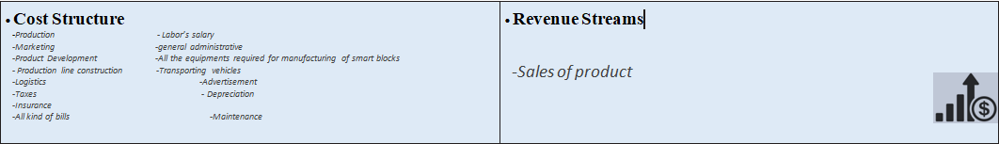 • Cost Structure
-Production - Labor's salary
-Marketing -general administrative
-Product Development -All the equipments required for manufacturing of smart blocks
- Production line construction -Transporting vehicles
-Logistics -Advertisement
-Taxes - Depreciation
-Insurance
-All kind of bills -Maintenance
• Revenue Streams
-Sales of product
$